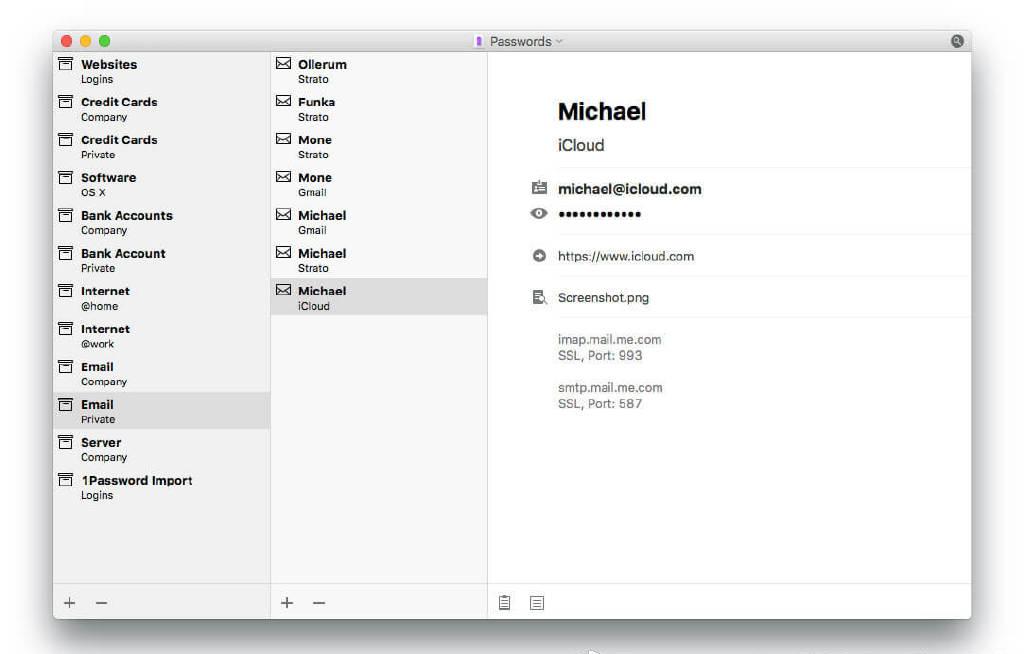 Passwords
Websites
Logins
Credit Cards
Company
Credit Cards
Private
Software
OS X
Bank Accounts
Company
Bank Account
Private
Internet
@home
Internet
@work
Email
Company
Email
Private
Server
Company
1Password Import
Logins
Ollerum
Strato
Funka
Strato
Mone
Strato
Mone
Gmail
Michael
Gmail
Michael
Strato
Michael
iCloud
Michael
iCloud
michael@icloud.com
••••••••••••
https://www.icloud.com
Screenshot.png
imap.mail.me.com
SSL, Port: 993
smtp.mail.me.com
SSL, Port: 587